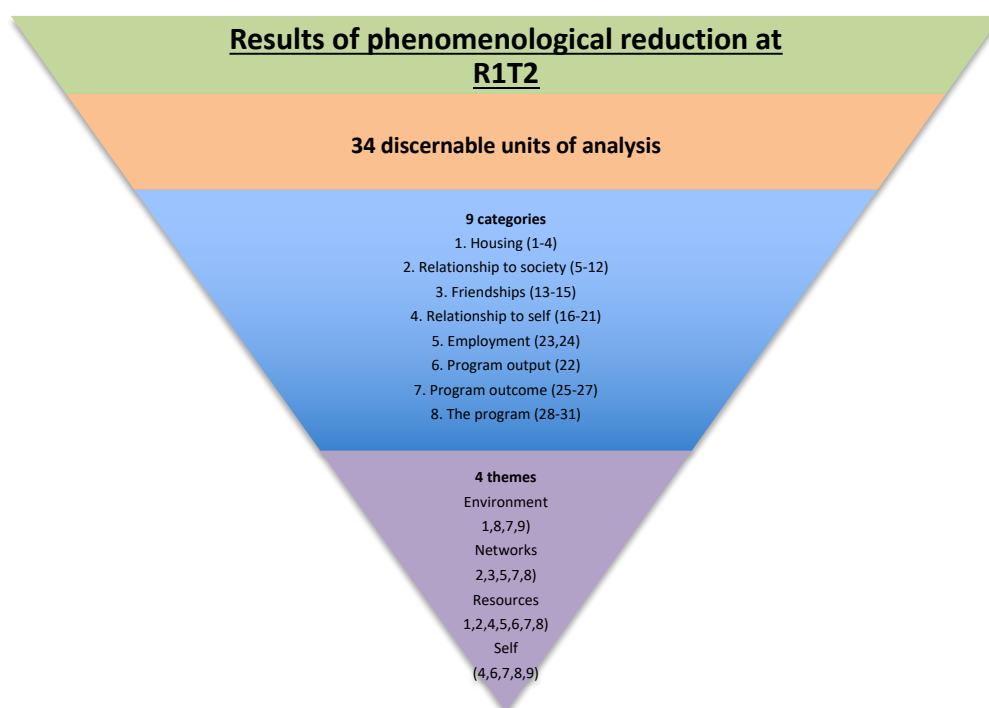 Results of phenomenological reduction at
R1T2
34 discernable units of analysis
9 categories
1. Housing (1-4)
2. Relationship to society (5-12)
3. Friendships (13-15)
4. Relationship to self (16-21)
5. Employment (23,24)
6. Program output (22)
7. Program outcome (25-27)
8. The program (28-31)
4 themes
Environment
1,8,7,9)
Networks
2,3,5,7,8)
Resources
1,2,4,5,6,7,8)
Self
(4,6,7,8,9)